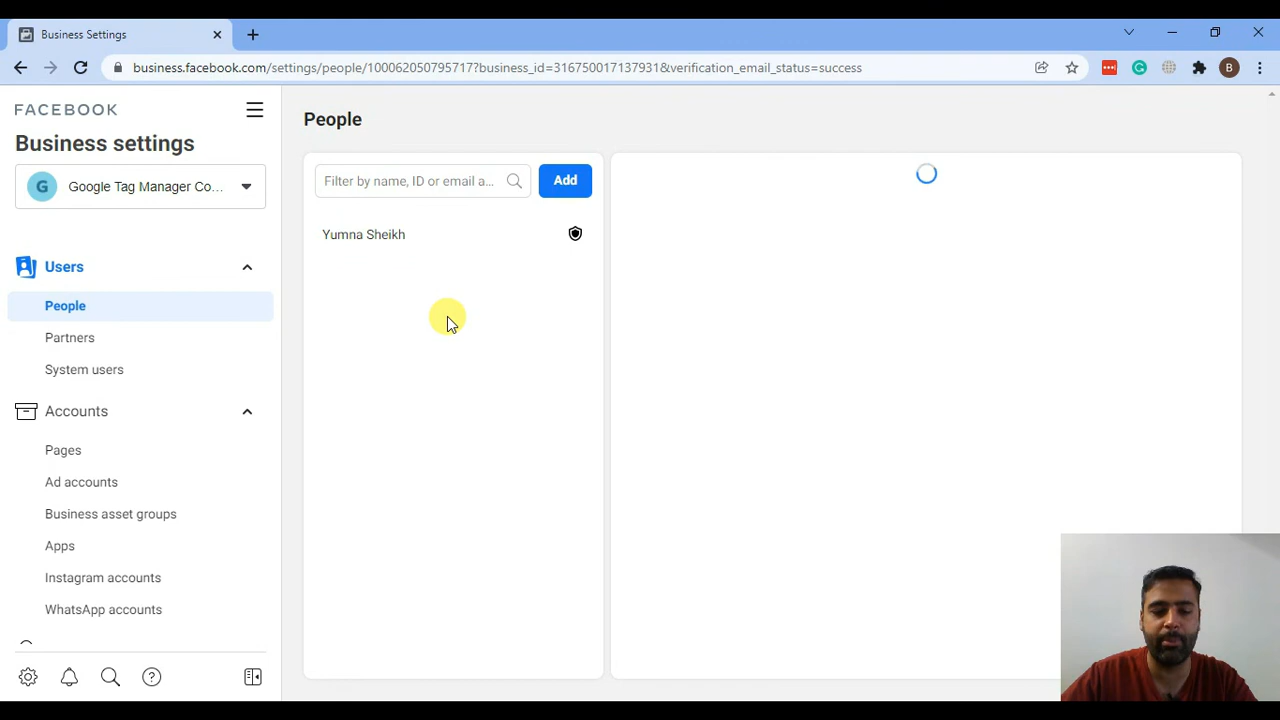 Business Settings
business.facebook.com/settings/people/100062050795717?business_id=316750017137931&verification_email_status=success
B
FACEBOOK
Business settings
G Google Tag Manager Co...
Users
People
Partners
System users
Accounts
Pages
Ad accounts
Business asset groups
Apps
Instagram accounts
WhatsApp accounts
People
Filter by name, ID or email a...
Add
Yumna Sheikh